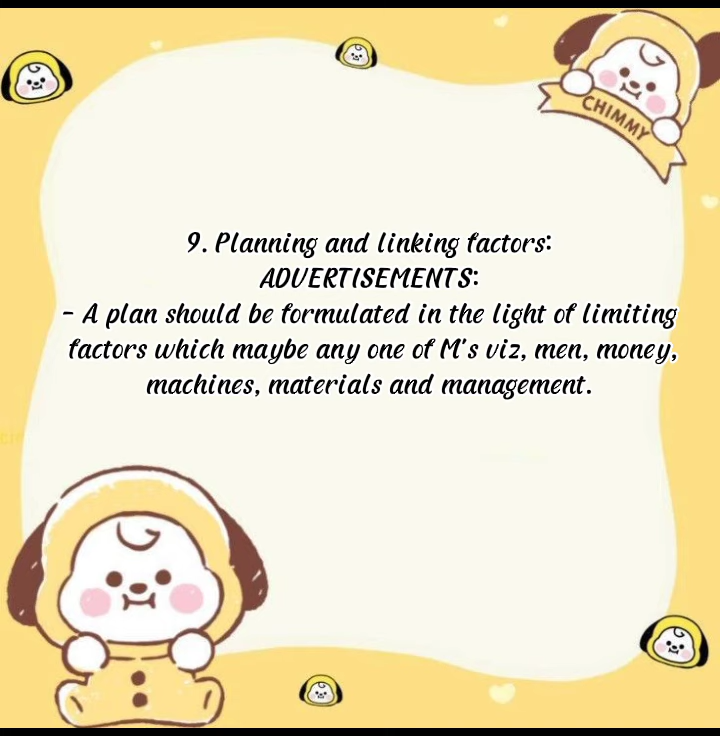 CHIMMY
9. Planning and linking factors:
ADVERTISEMENTS:
- A plan should be formulated in the light of limiting
factors which maybe any one of M's viz, men, money,
machines, materials and management.